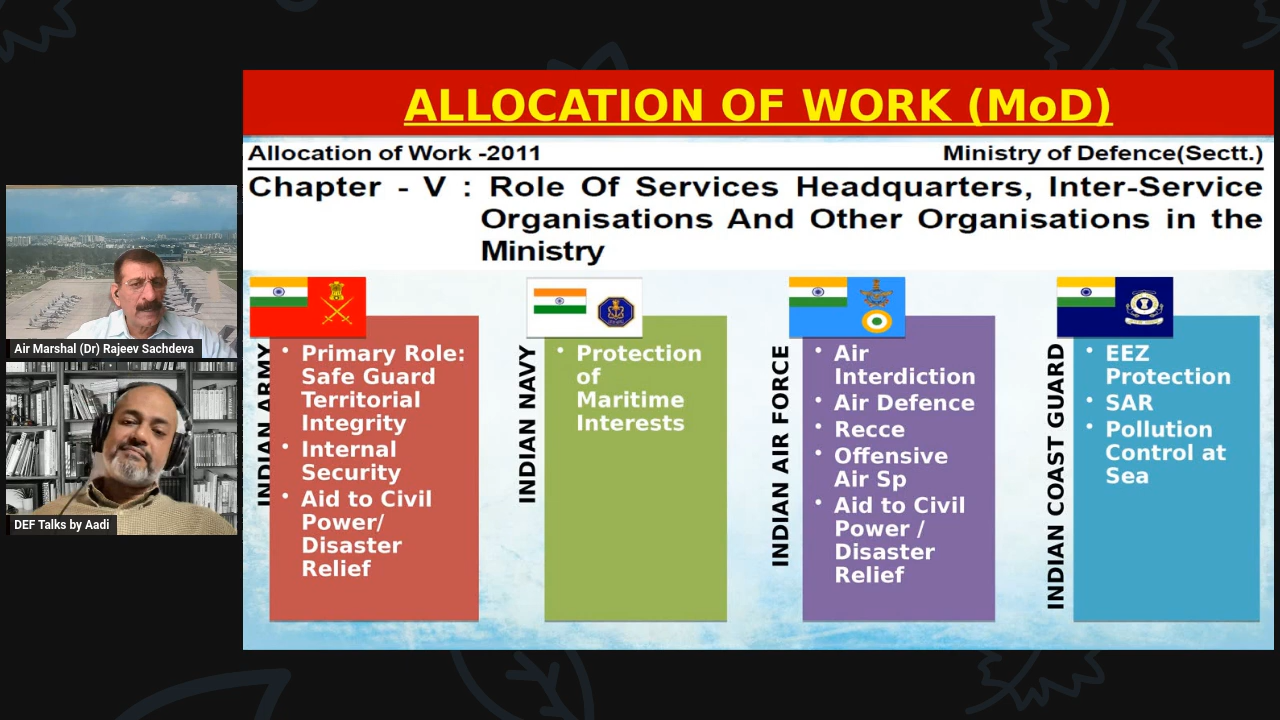 ALLOCATION OF WORK (MoD)
Allocation of Work -2011 Ministry of Defence(Sectt.)
Chapter - V : Role Of Services Headquarters, Inter-Service
Organisations And Other Organisations in the
Ministry
INDIAN ARMY
• Primary Role:
Safe Guard
Territorial
Integrity
• Internal
Security
• Aid to Civil
Power/
Disaster
Relief
INDIAN NAVY
• Protection
of
Maritime
Interests
INDIAN AIR FORCE
• Air
Interdiction
• Air Defence
• Recce
• Offensive
Air Sp
• Aid to Civil
Power /
Disaster
Relief
INDIAN COAST GUARD
• EEZ
Protection
• SAR
• Pollution
Control at
Sea
Air Marshal (Dr) Rajeev Sachdeva
DEF Talks by Aadi